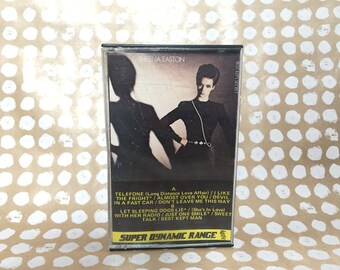 SHEENA EASTON
A
TELEFONE (Long Distance Love Affair) / I LIKE
THE FRIGHT* / ALMOST OVER YOU / DEVIL
IN A FAST CAR / DON'T LEAVE ME THIS WAY
LET SLEEPING DOGS LIE* / (She's In Love)
WITH HER RADIO / JUST ONE SMILE* / SWEET
TALK / BEST KEPT MAN
SUPER DYNAMIC RANGE